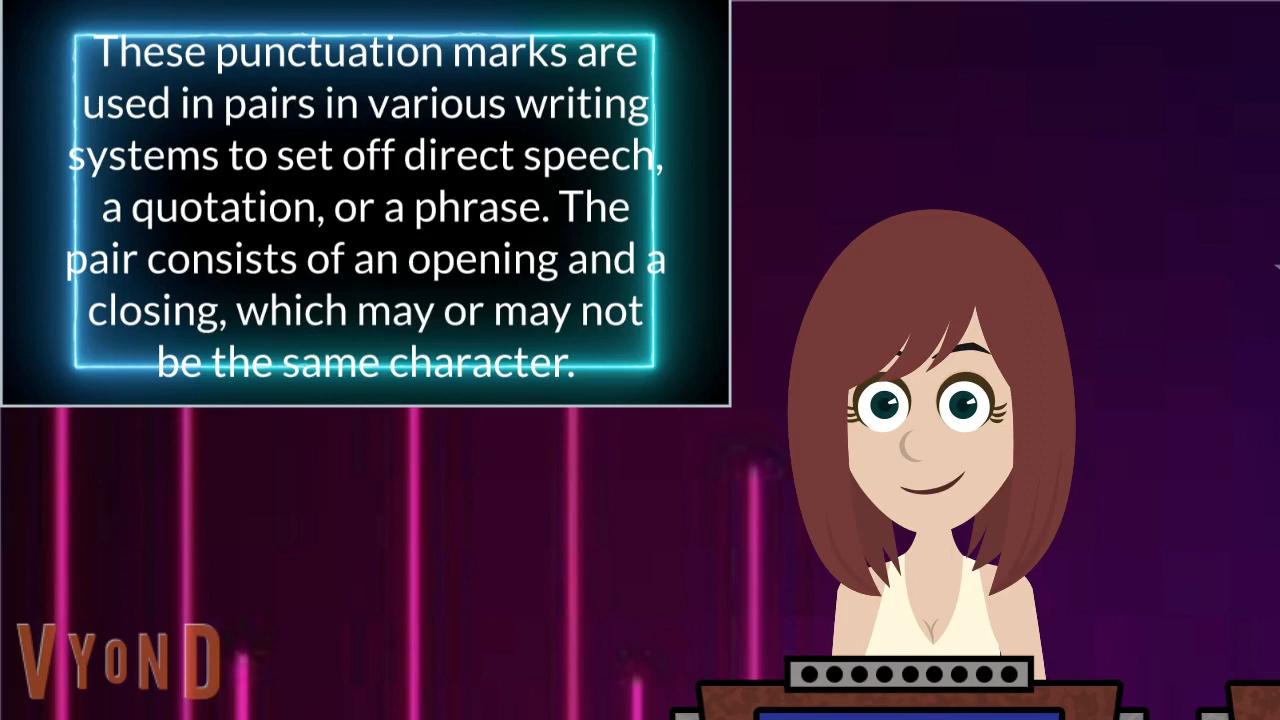 These punctuation marks are
used in pairs in various writing
systems to set off direct speech,
a quotation, or a phrase. The
pair consists of an opening and a
closing, which may or may not
be the same character.
VYOND